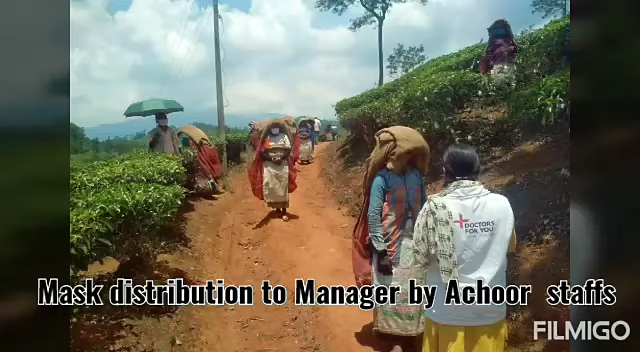 DOCTORS
FOR YOU
Mask distribution to Manager by Achoor staffs
FILMIGO